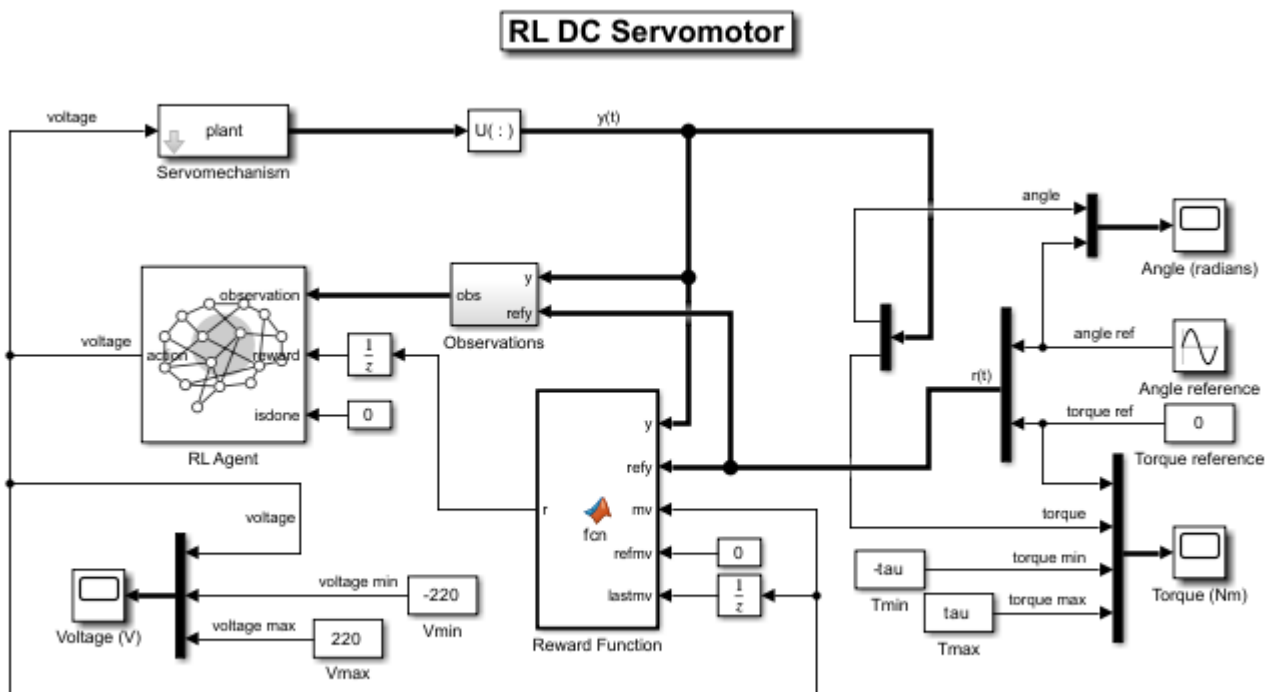 RL DC Servomotor
voltage
plant
Servomechanism
U( : )
y(t)
angle
Angle (radians)
observation
voltage
action
reward
isdone
RL Agent
1
z
0
y
obs
refy
Observations
r(t)
angle ref
Angle reference
torque ref
0
Torque reference
y
refy
r
mv
fcn
refmv
lastmv
Reward Function
0
1
z
voltage
voltage min
-220
Vmin
voltage max
220
Vmax
Voltage (V)
torque
-tau
torque min
Tmin
tau
torque max
Tmax
Torque (Nm)